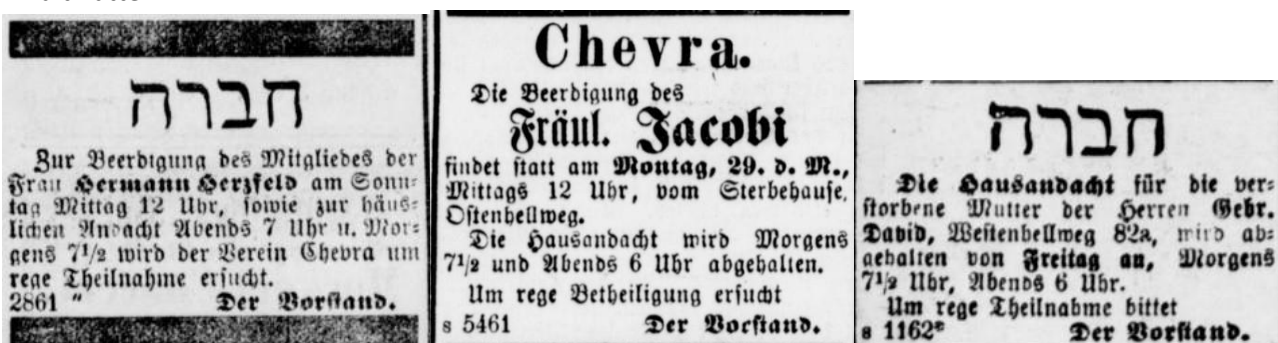 חברה
Zur Beerdigung des Mitgliedes der
Frau Hermann Herzfeld am Sonn-
tag Mittag 12 Uhr, sowie zur häus-
lichen Andacht Abends 7 Uhr u. Mor-
gens 7½ wird der Verein Chevra um
rege Theilnahme ersucht.
2861 " Der Vorstand.
Chevra.
Die Beerdigung des
Fräul. Jacobi
findet statt am Montag, 29. d. M.,
Mittags 12 Uhr, vom Sterbehause,
Ostenhellweg.
Die Hausandacht wird Morgens
7½ und Abends 6 Uhr abgehalten.
Um rege Betheiligung ersucht
s 5461 Der Vorstand.
חברה
Die Hausandacht für die ver-
storbene Mutter der Herren Gebr.
David, Westenhellweg 82a, wird ab-
gehalten von Freitag an, Morgens
7½ Uhr, Abends 6 Uhr.
Um rege Theilnahme bittet
s 1162* Der Vorstand.